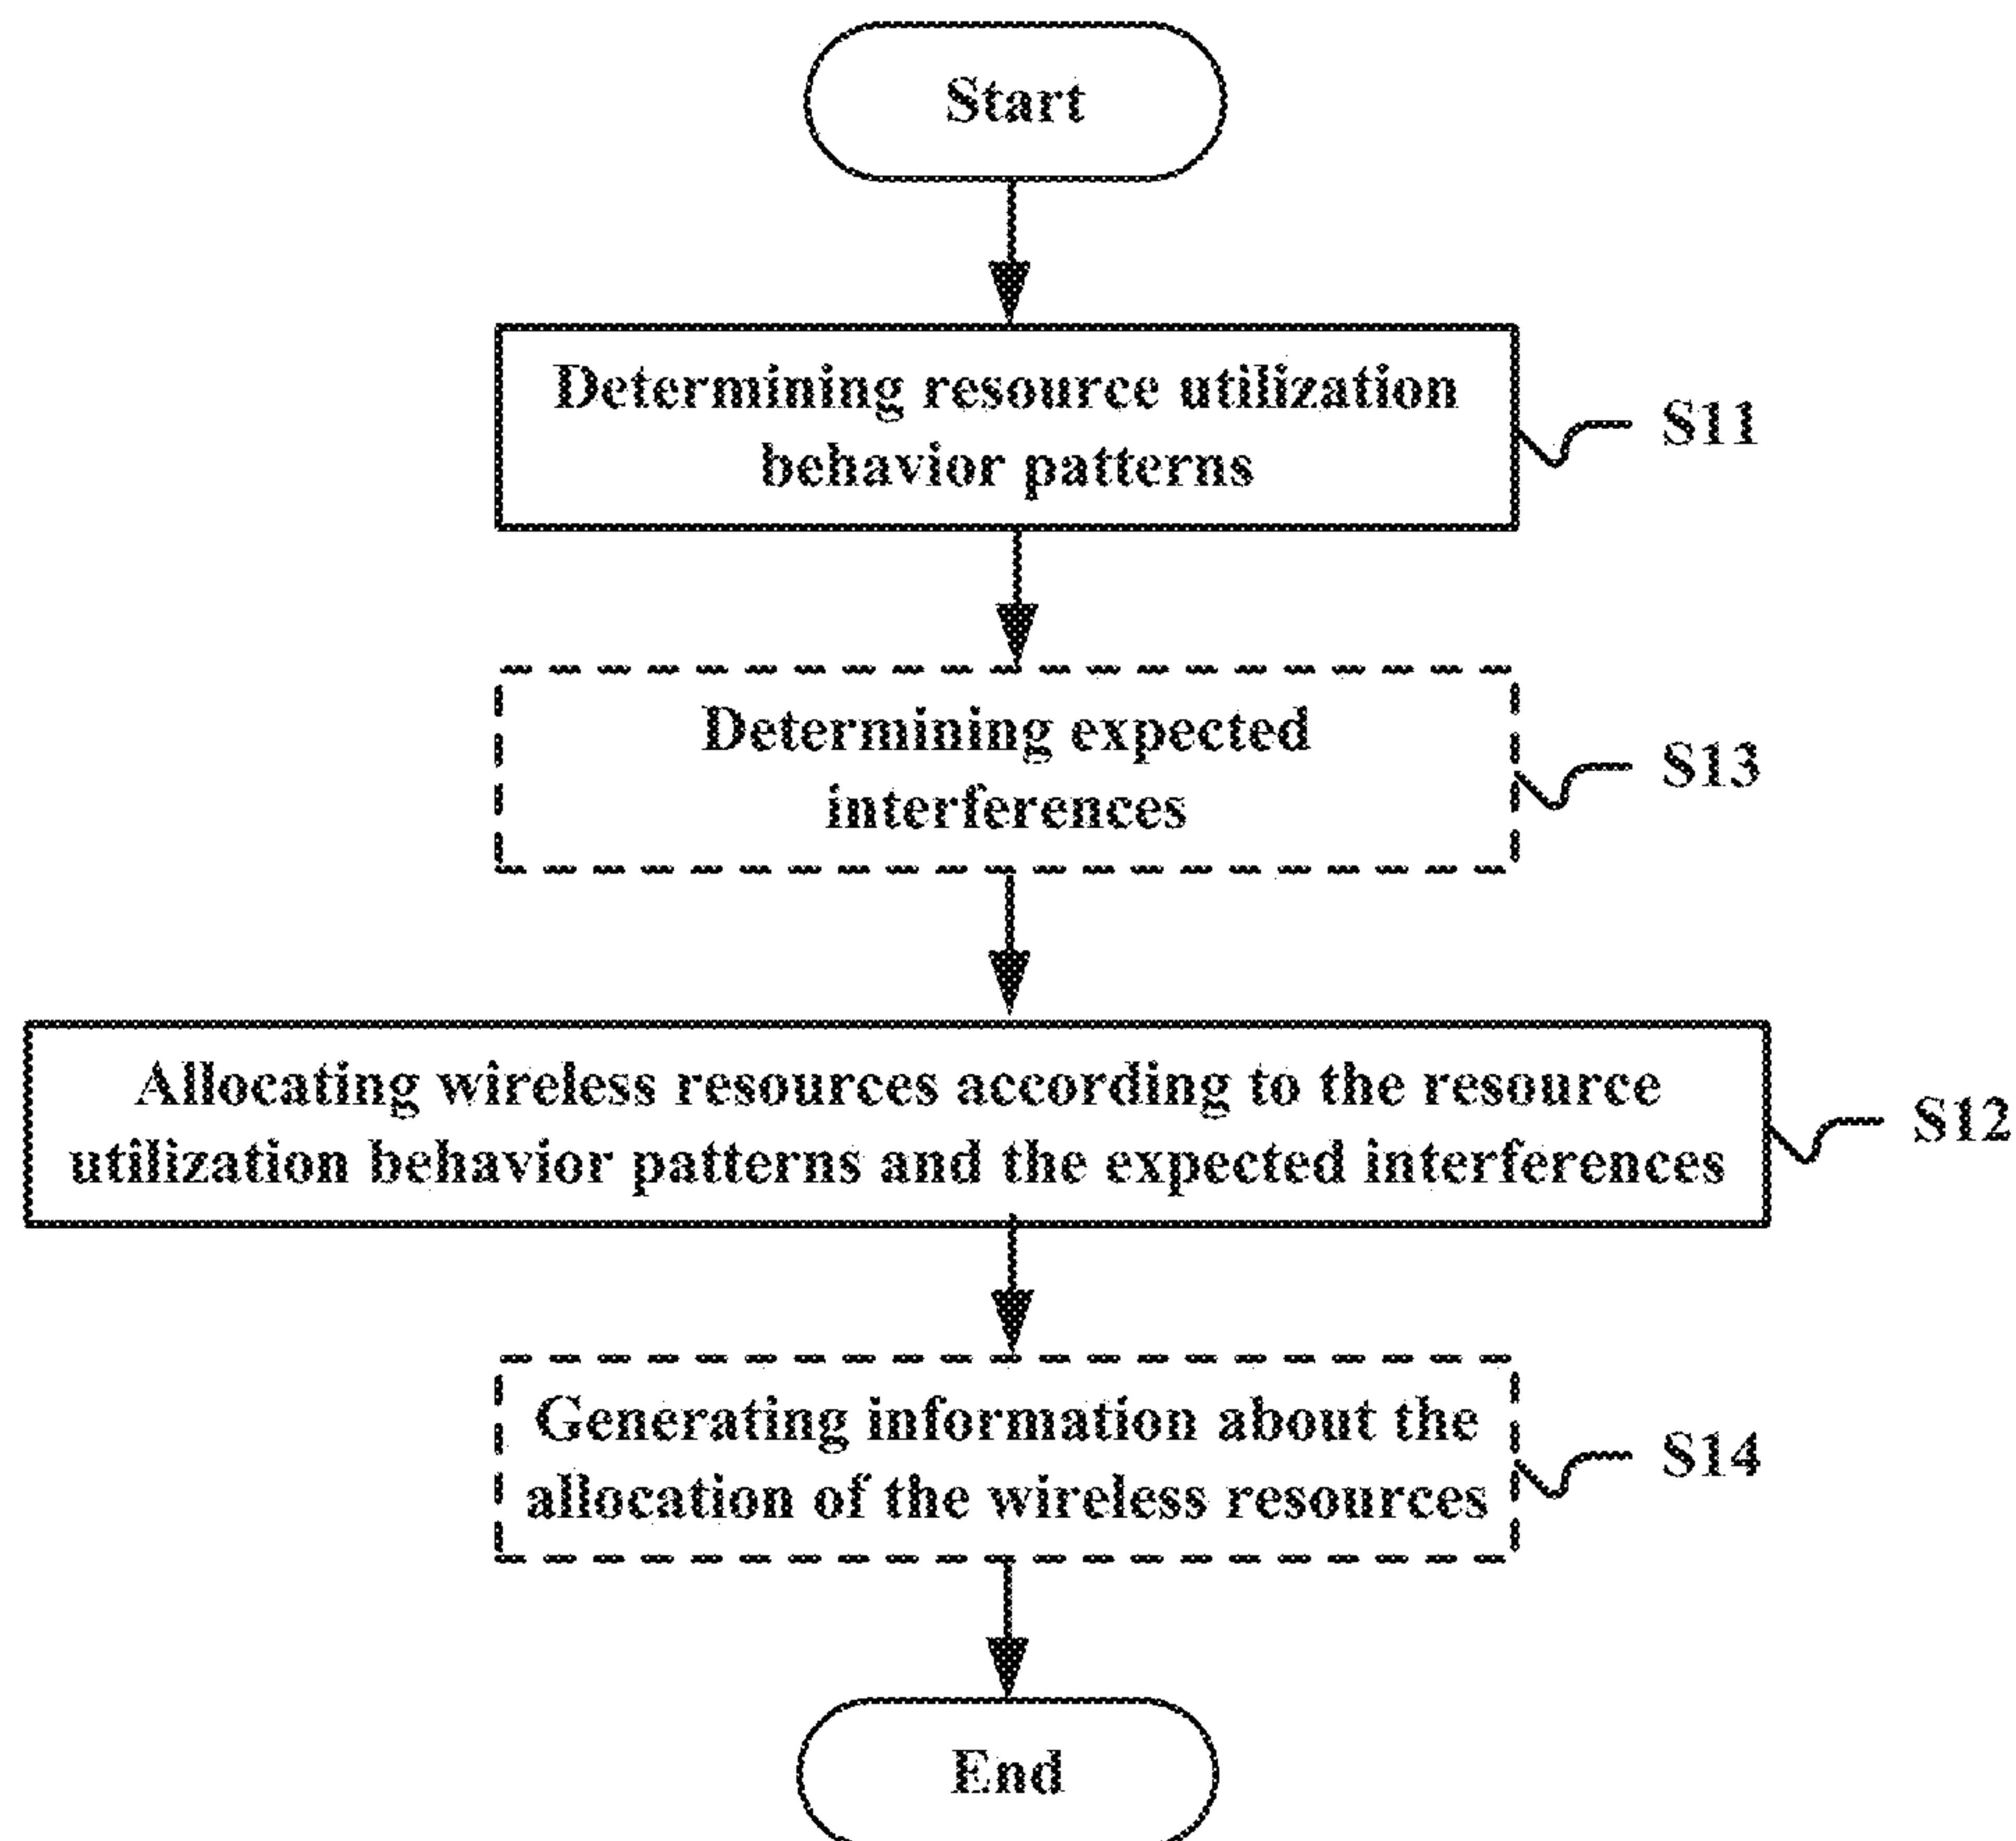 Start
Determining resource utilization
behavior patterns
S11
Determining expected
interferences
S13
Allocating wireless resources according to the resource
utilization behavior patterns and the expected interferences
S12
Generating information about the
allocation of the wireless resources
S14
End